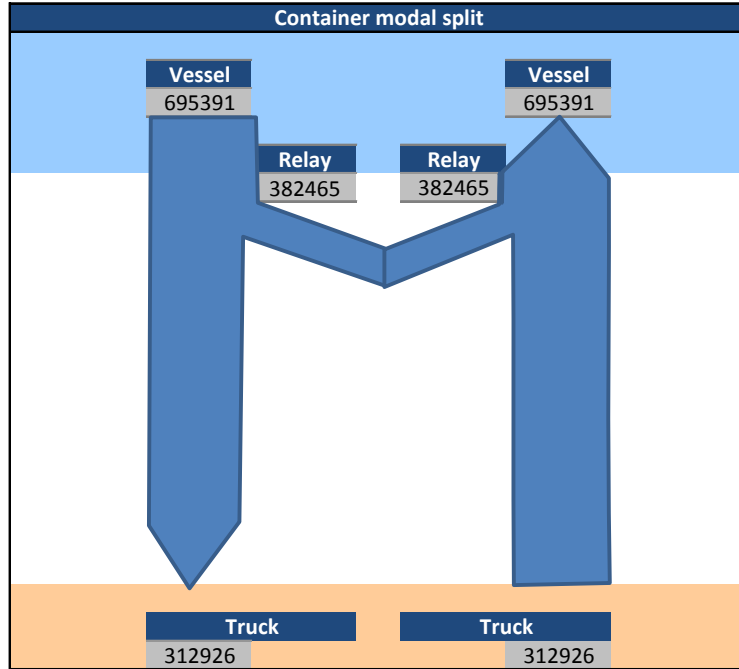 Container modal split
Vessel Vessel
695391 695391
Relay Relay
382465 382465
Truck Truck
312926 312926